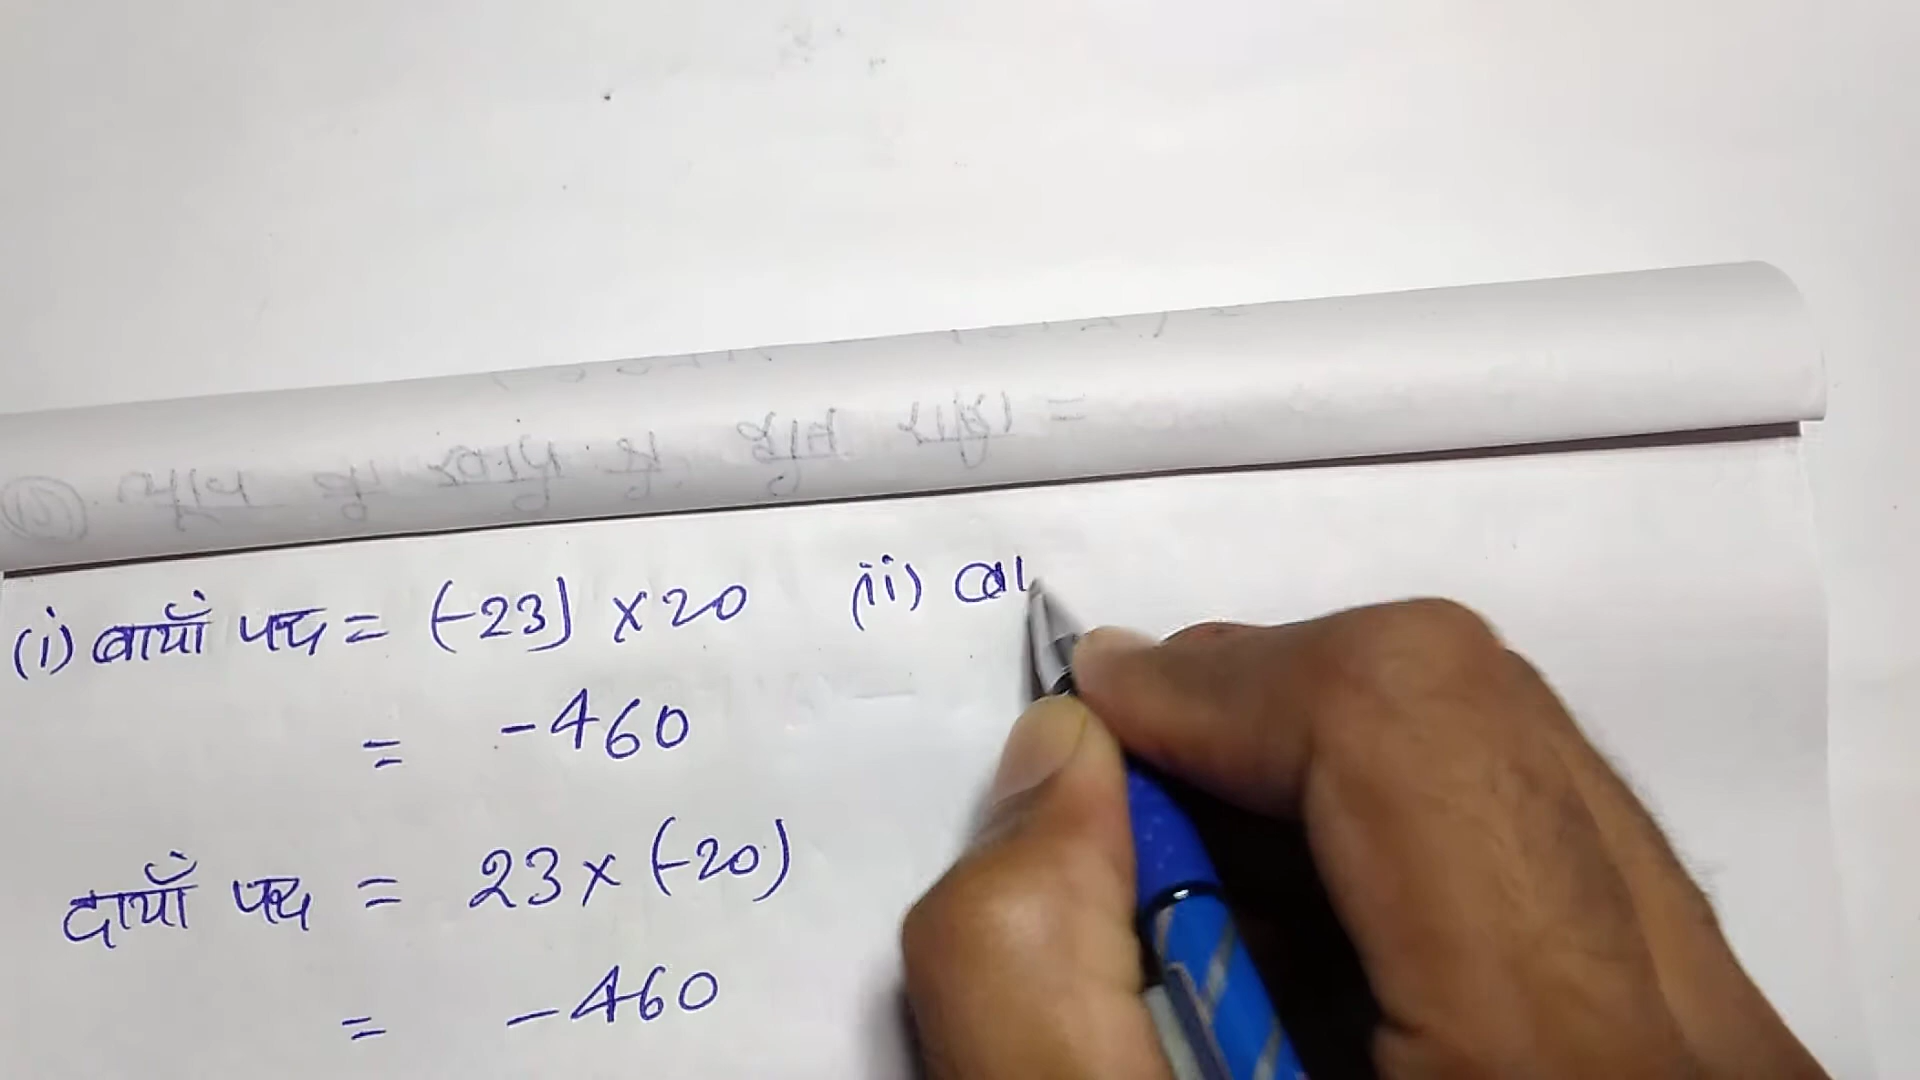 (i) बायाँ पक्ष = (-23) × 20
= -460
दायाँ पक्ष = 23 × (-20)
= -460
(ii) बा